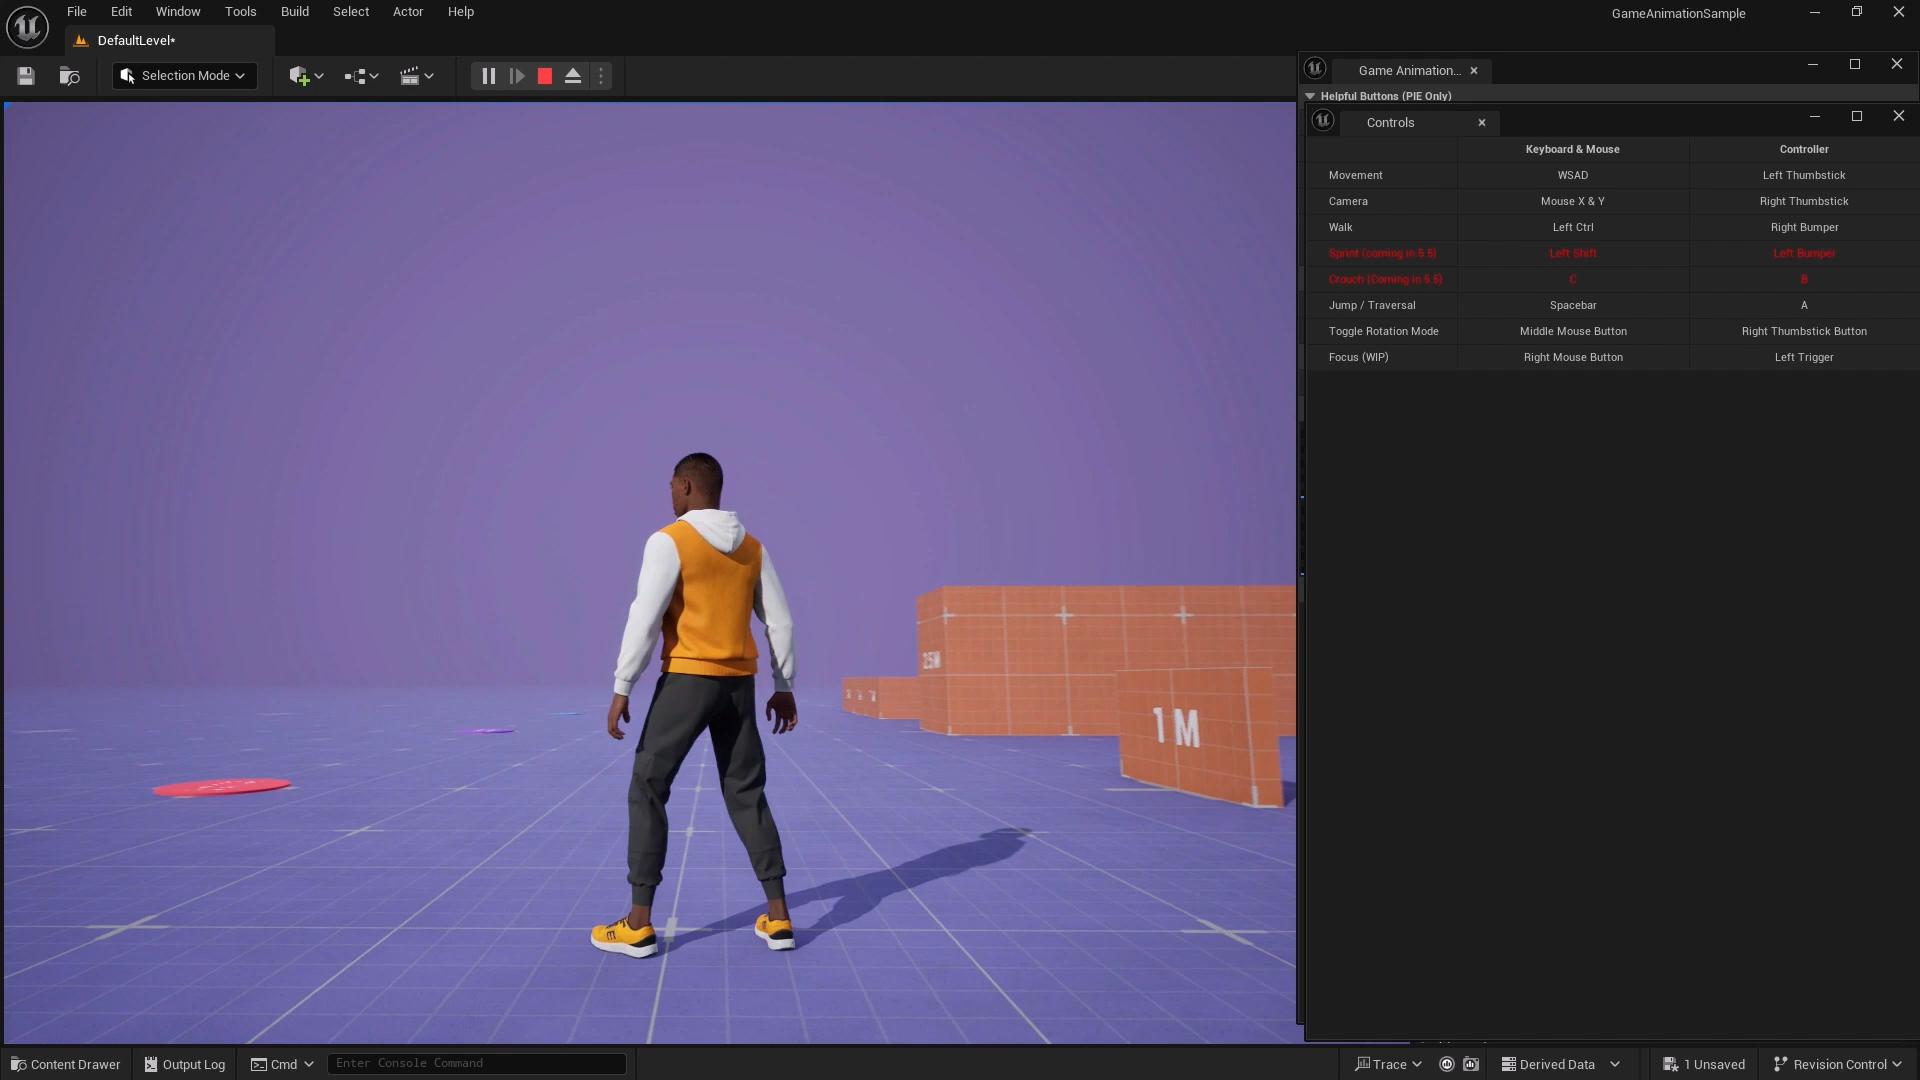 File Edit Window Tools Build Select Actor Help
GameAnimationSample
DefaultLevel*
Selection Mode
Game Animation...
Helpful Buttons (PIE Only)
Controls
Keyboard & Mouse Controller
Movement WSAD Left Thumbstick
Camera Mouse X & Y Right Thumbstick
Walk Left Ctrl Right Bumper
Sprint (coming in 5.5) Left Shift Left Bumper
Crouch (Coming in 5.5) C B
Jump / Traversal Spacebar A
Toggle Rotation Mode Middle Mouse Button Right Thumbstick Button
Focus (WIP) Right Mouse Button Left Trigger
1 M
Content Drawer Output Log Cmd Enter Console Command Trace Derived Data 1 Unsaved Revision Control